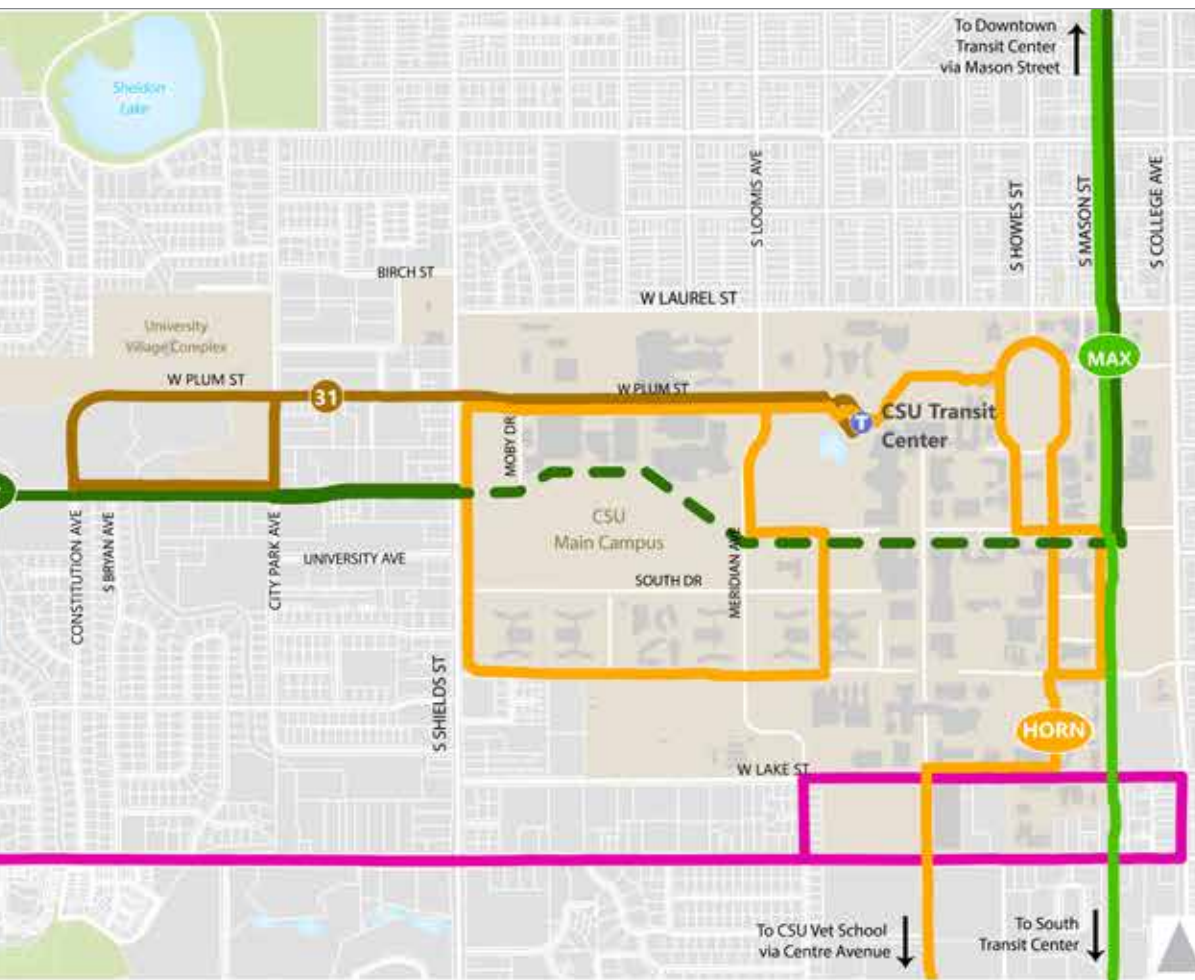 To Downtown
Transit Center
via Mason Street
Sheldon
Lake
S LOOMIS AVE
S HOWES ST
S MASON ST
S COLLEGE AVE
BIRCH ST
W LAUREL ST
University
Village Complex
MAX
W PLUM ST
31
W PLUM ST
CSU Transit
Center
T
MOBY DR
CSU
Main Campus
CONSTITUTION AVE
S BRYAN AVE
CITY PARK AVE
UNIVERSITY AVE
SOUTH DR
MERIDIAN AVE
S SHIELDS ST
HORN
W LAKE ST
To CSU Vet School
via Centre Avenue
To South
Transit Center